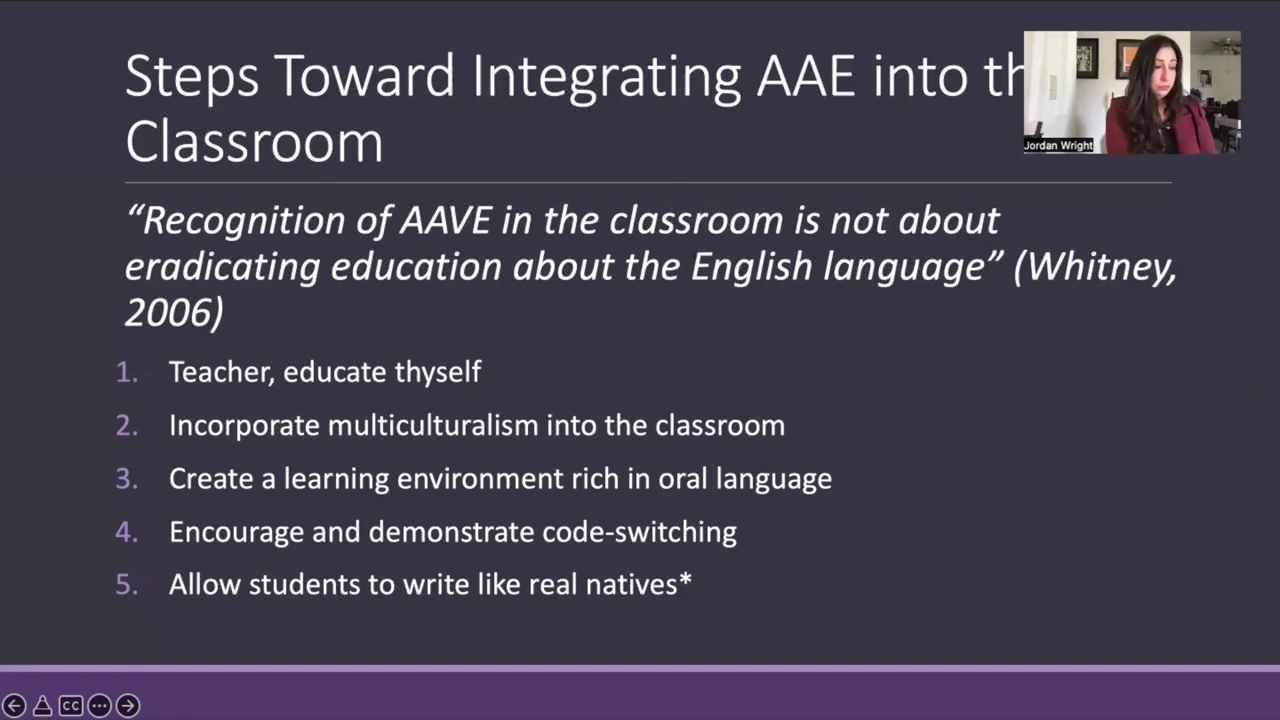 Steps Toward Integrating AAE into th
Classroom
Jordan Wright
“Recognition of AAVE in the classroom is not about
eradicating education about the English language” (Whitney,
2006)
1. Teacher, educate thyself
2. Incorporate multiculturalism into the classroom
3. Create a learning environment rich in oral language
4. Encourage and demonstrate code-switching
5. Allow students to write like real natives*
CC